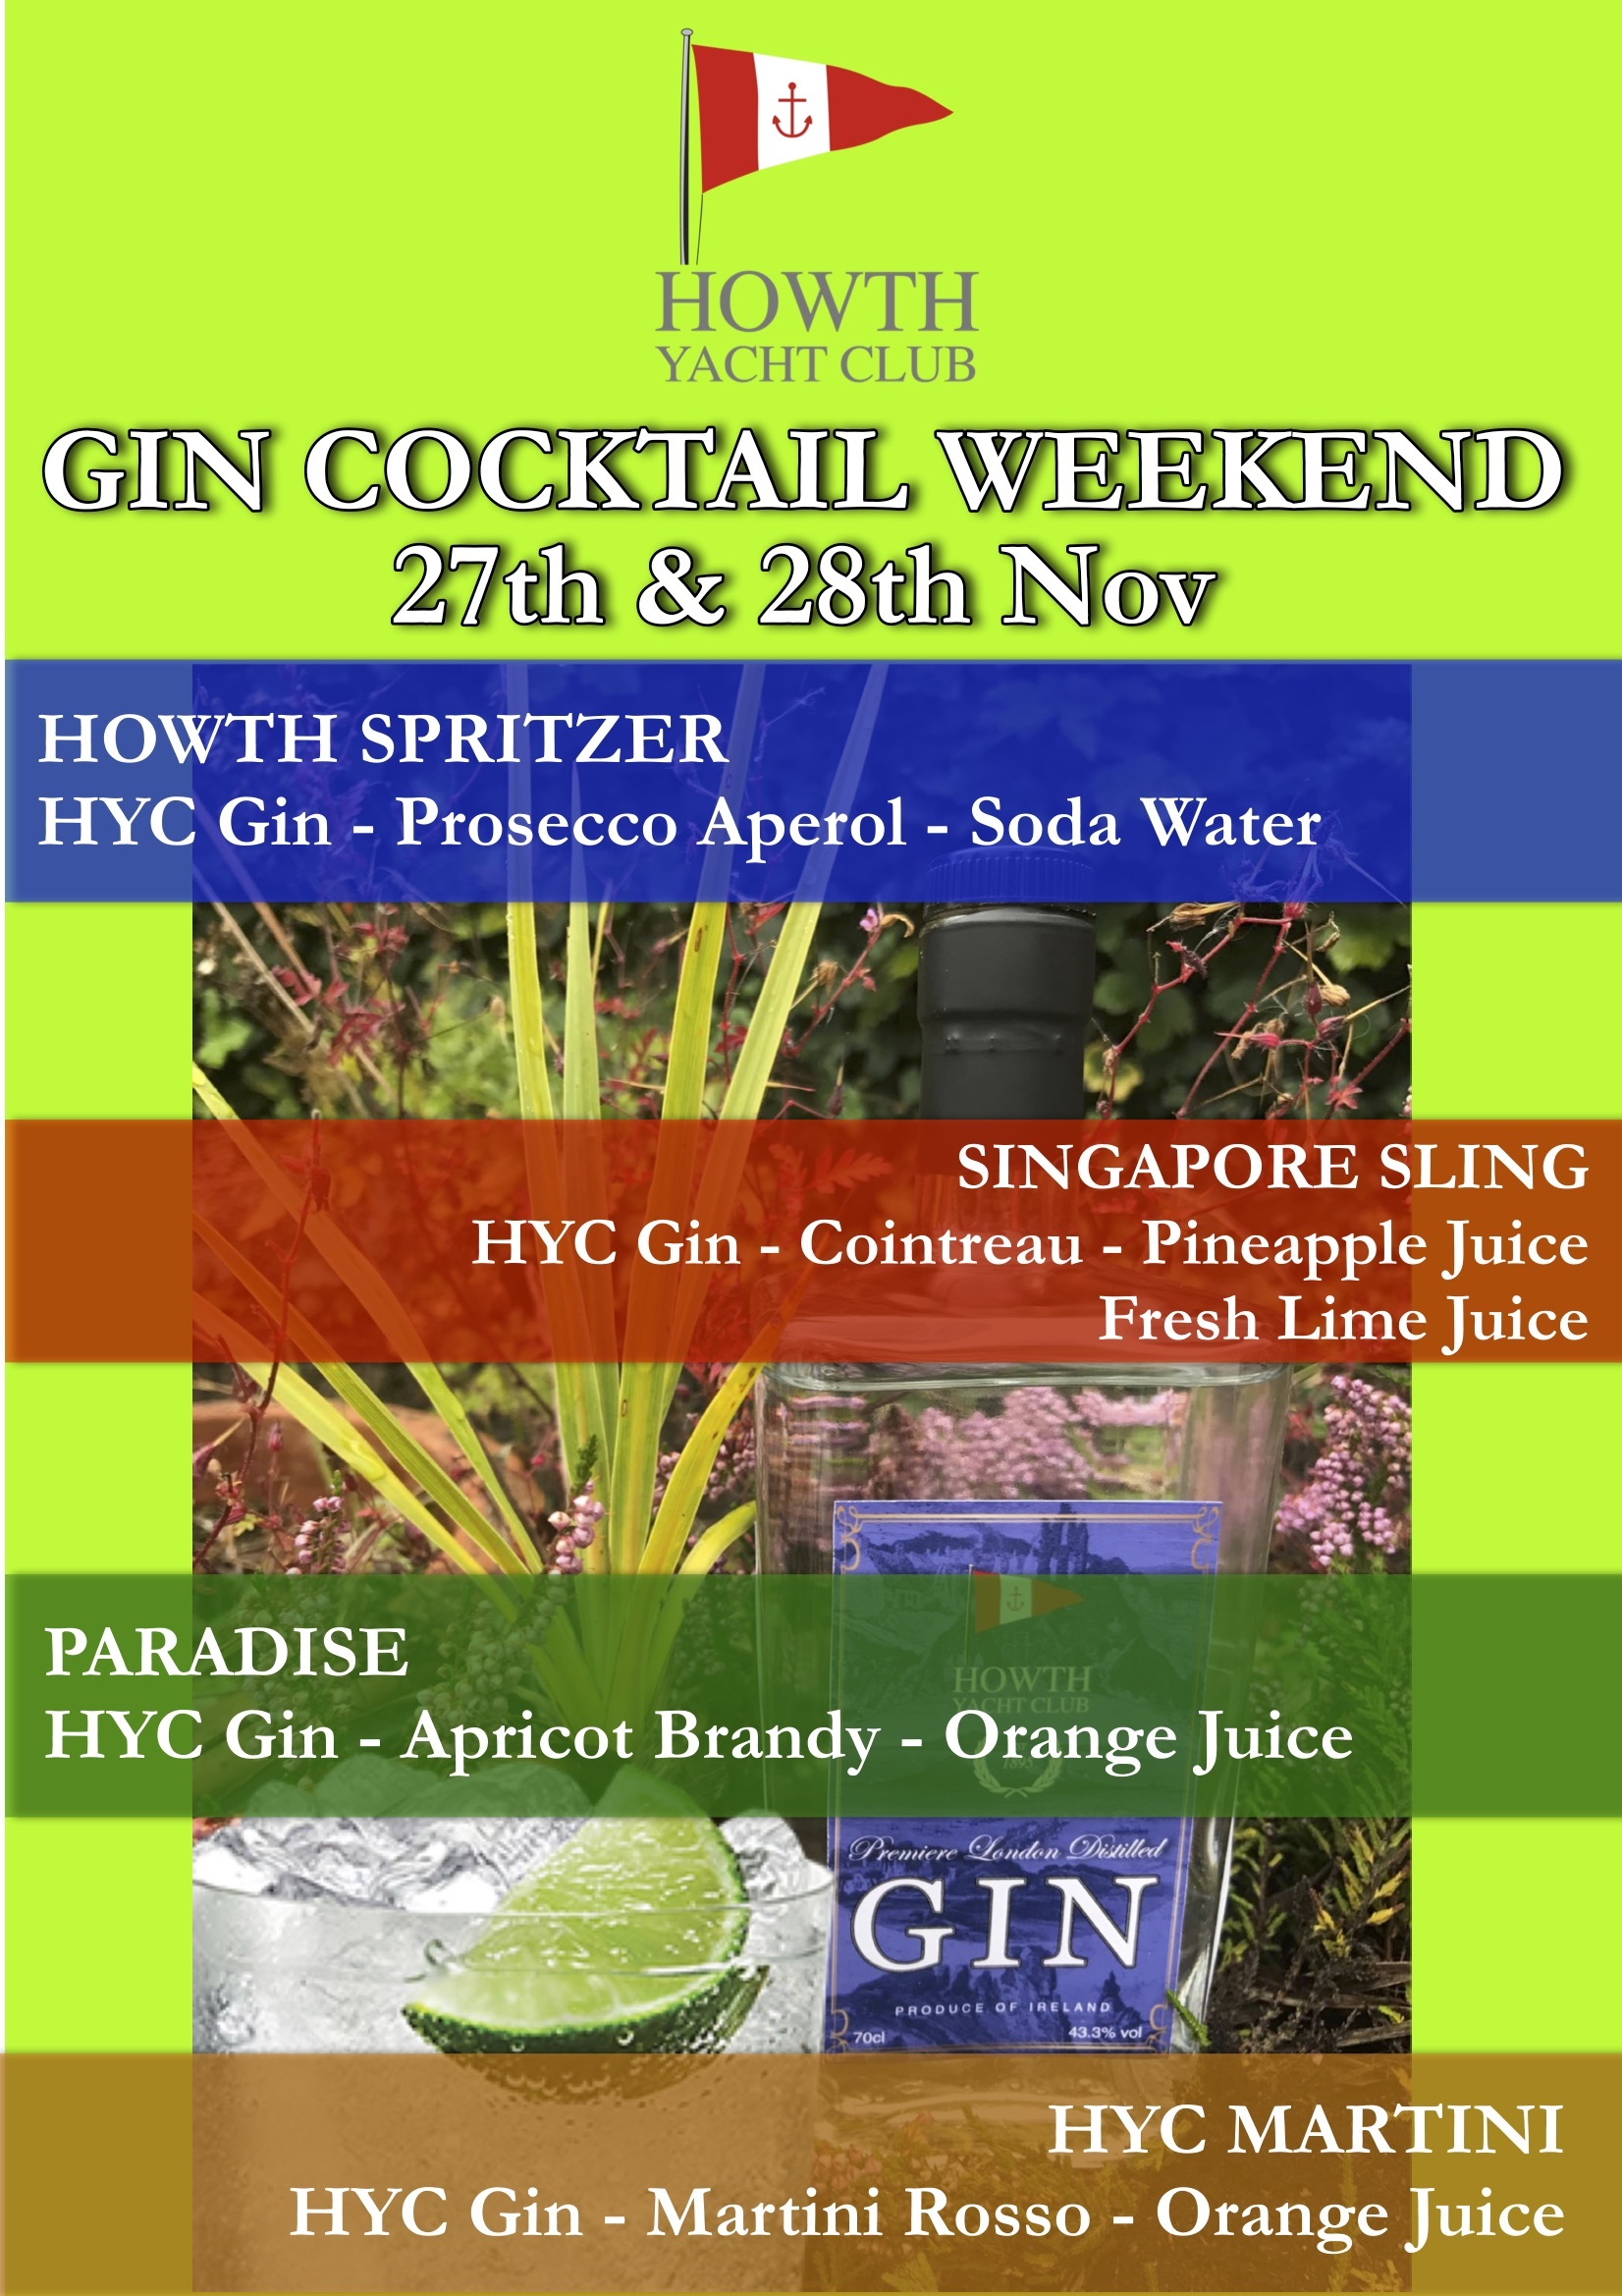 HOWTH
YACHT CLUB
GIN COCKTAIL WEEKEND
27th & 28th Nov
HOWTH SPRITZER
HYC Gin - Prosecco Aperol - Soda Water
SINGAPORE SLING
HYC Gin - Cointreau - Pineapple Juice
Fresh Lime Juice
PARADISE
HYC Gin - Apricot Brandy - Orange Juice
HOWTH
YACHT CLUB
1895
Premiere London Distilled
GIN
PRODUCE OF IRELAND
70cl 43.3% vol
HYC MARTINI
HYC Gin - Martini Rosso - Orange Juice